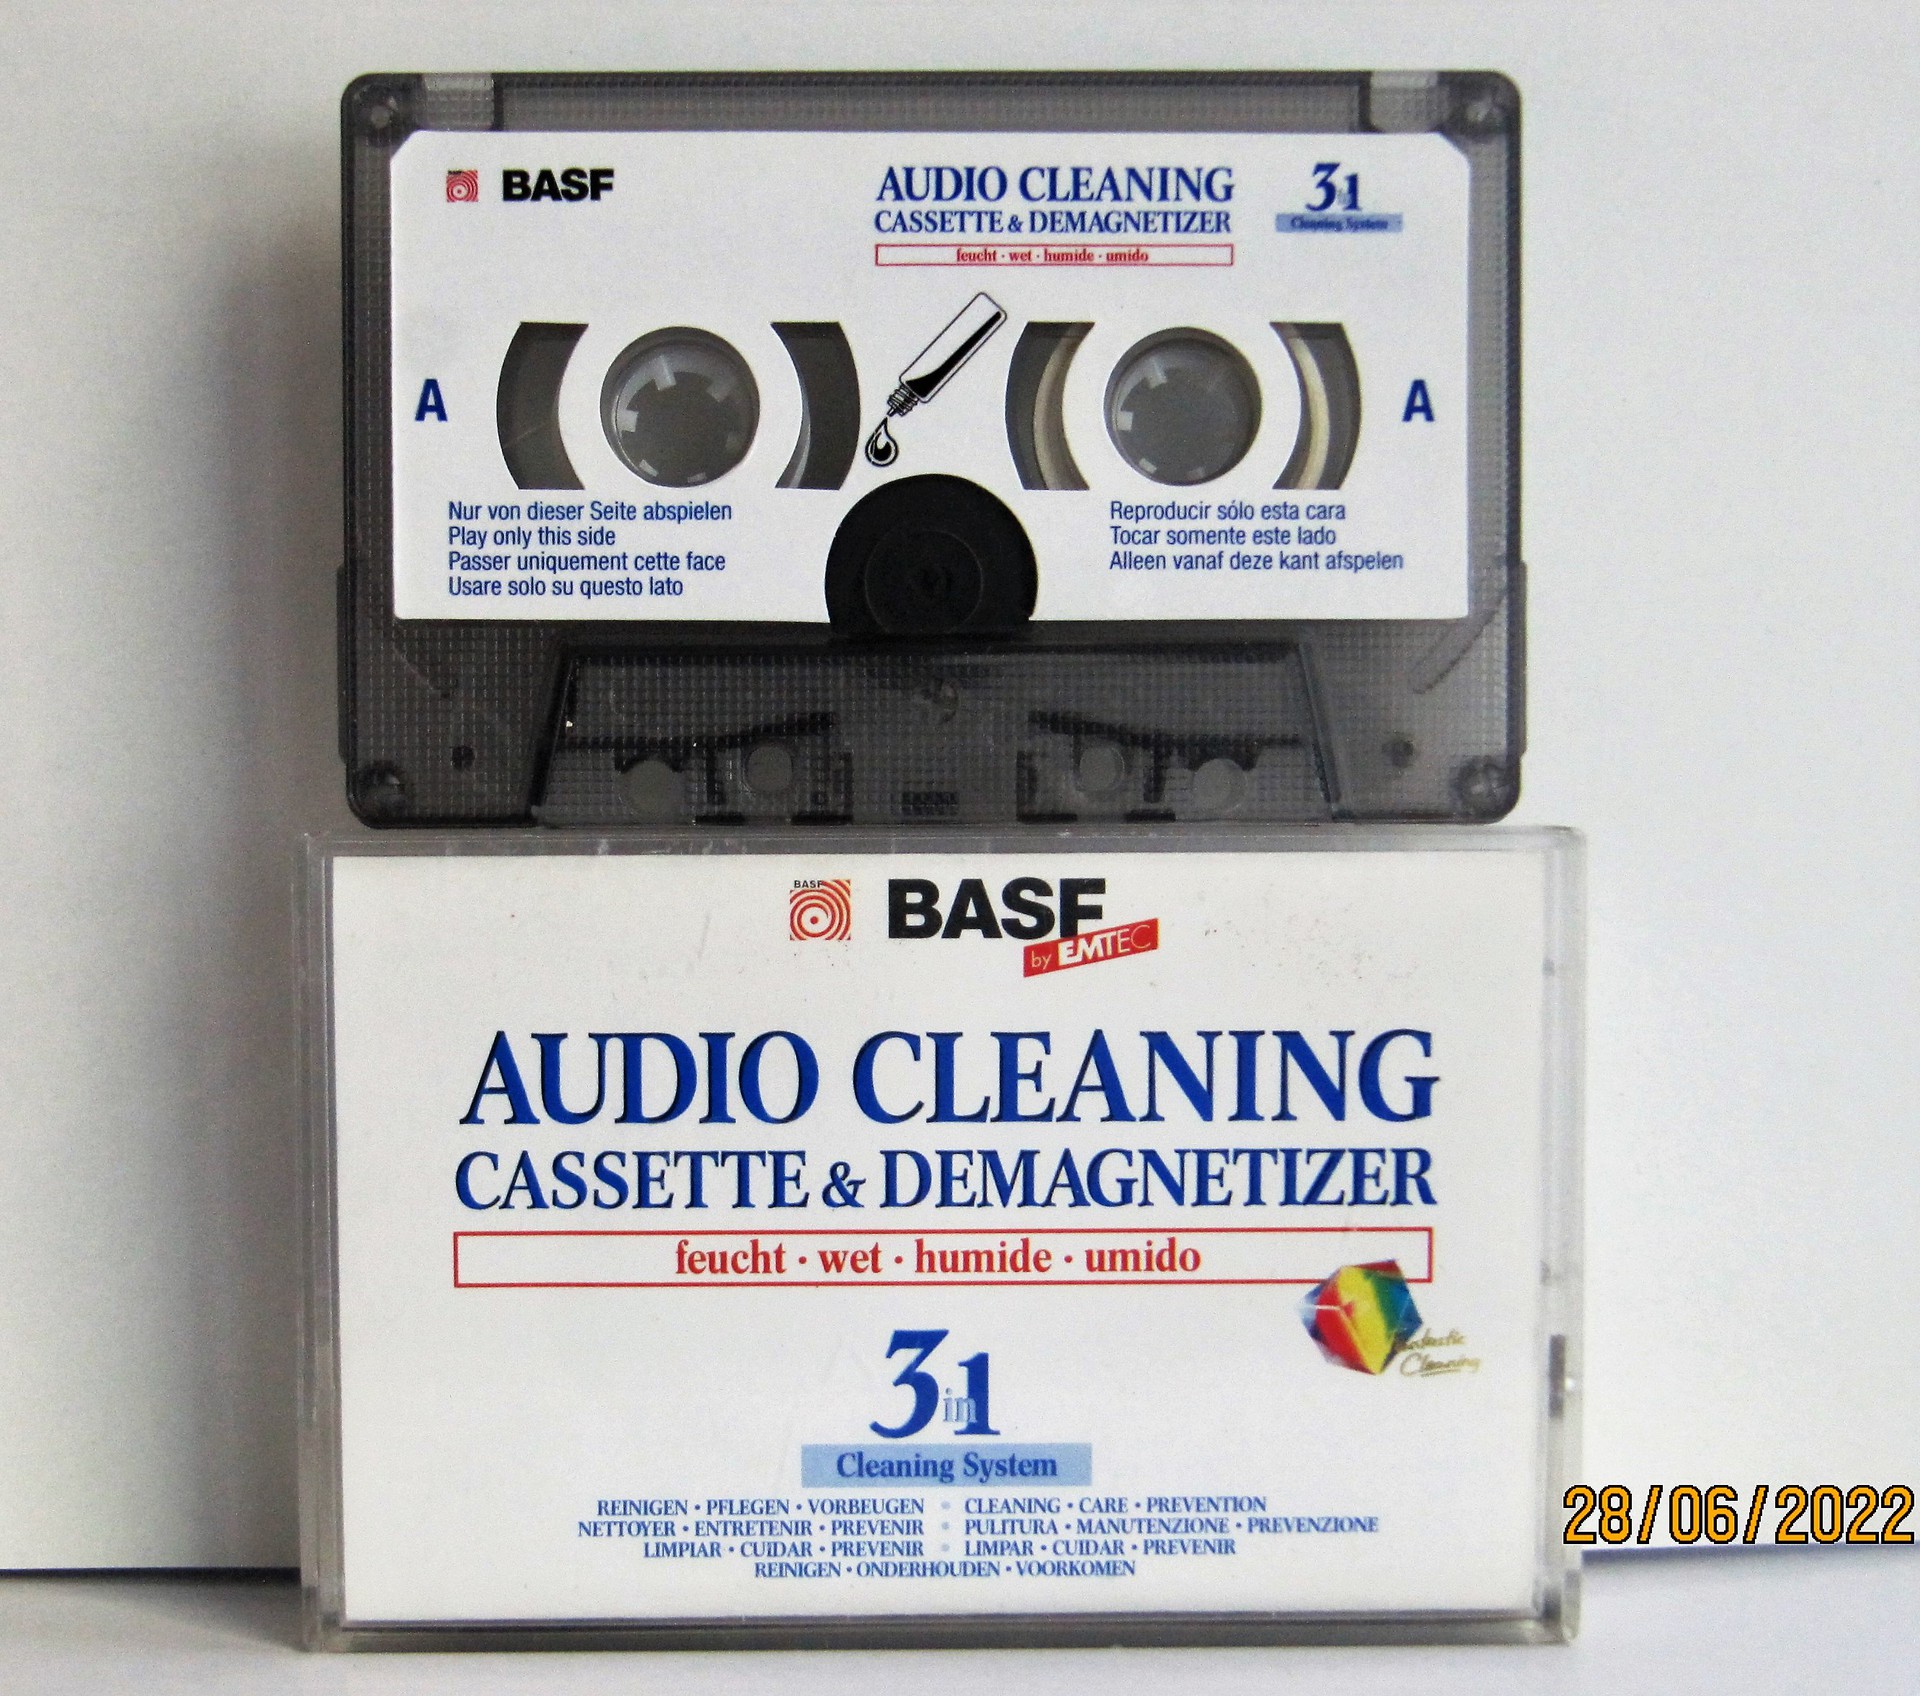 BASF
AUDIO CLEANING
CASSETTE & DEMAGNETIZER
feucht · wet · humide · umido
3in1
Cleaning System
A
A
Nur von dieser Seite abspielen
Play only this side
Passer uniquement cette face
Usare solo su questo lato
Reproducir sólo esta cara
Tocar somente este lado
Alleen vanaf deze kant afspelen
BASF
BASF
by EMTEC
AUDIO CLEANING
CASSETTE & DEMAGNETIZER
feucht · wet · humide · umido
Cleaning
3in1
Cleaning System
REINIGEN • PFLEGEN • VORBEUGEN • CLEANING • CARE • PREVENTION
NETTOYER • ENTRETENIR • PREVENIR • PULITURA • MANUTENZIONE • PREVENZIONE
LIMPIAR • CUIDAR • PREVENIR • LIMPAR • CUIDAR • PREVENIR
REINIGEN • ONDERHOUDEN • VOORKOMEN
28/06/2022